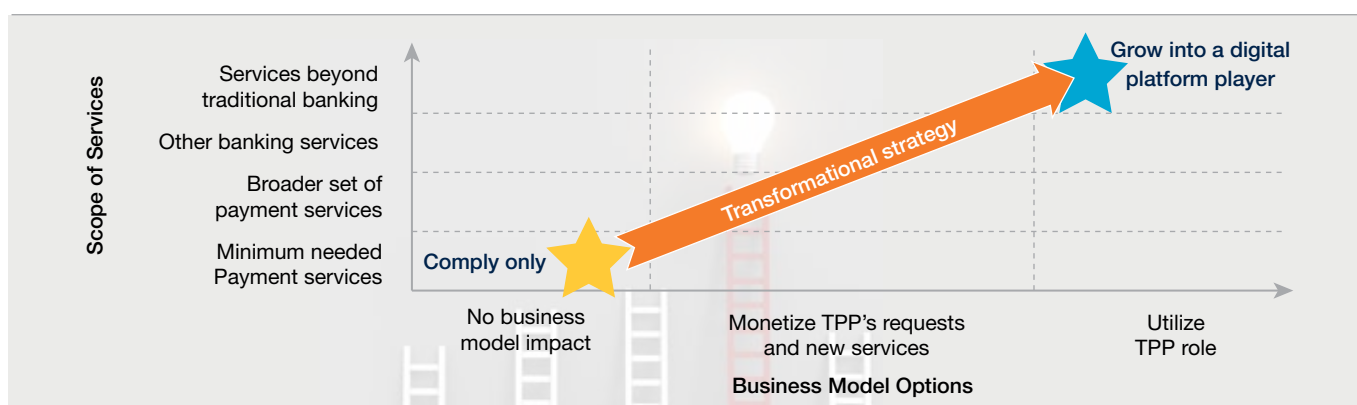 Scope of Services
Services beyond
traditional banking
Other banking services
Broader set of
payment services
Minimum needed
Payment services
Comply only
Transformational strategy
Grow into a digital
platform player
No business
model impact
Monetize TPP's requests
and new services
Utilize
TPP role
Business Model Options